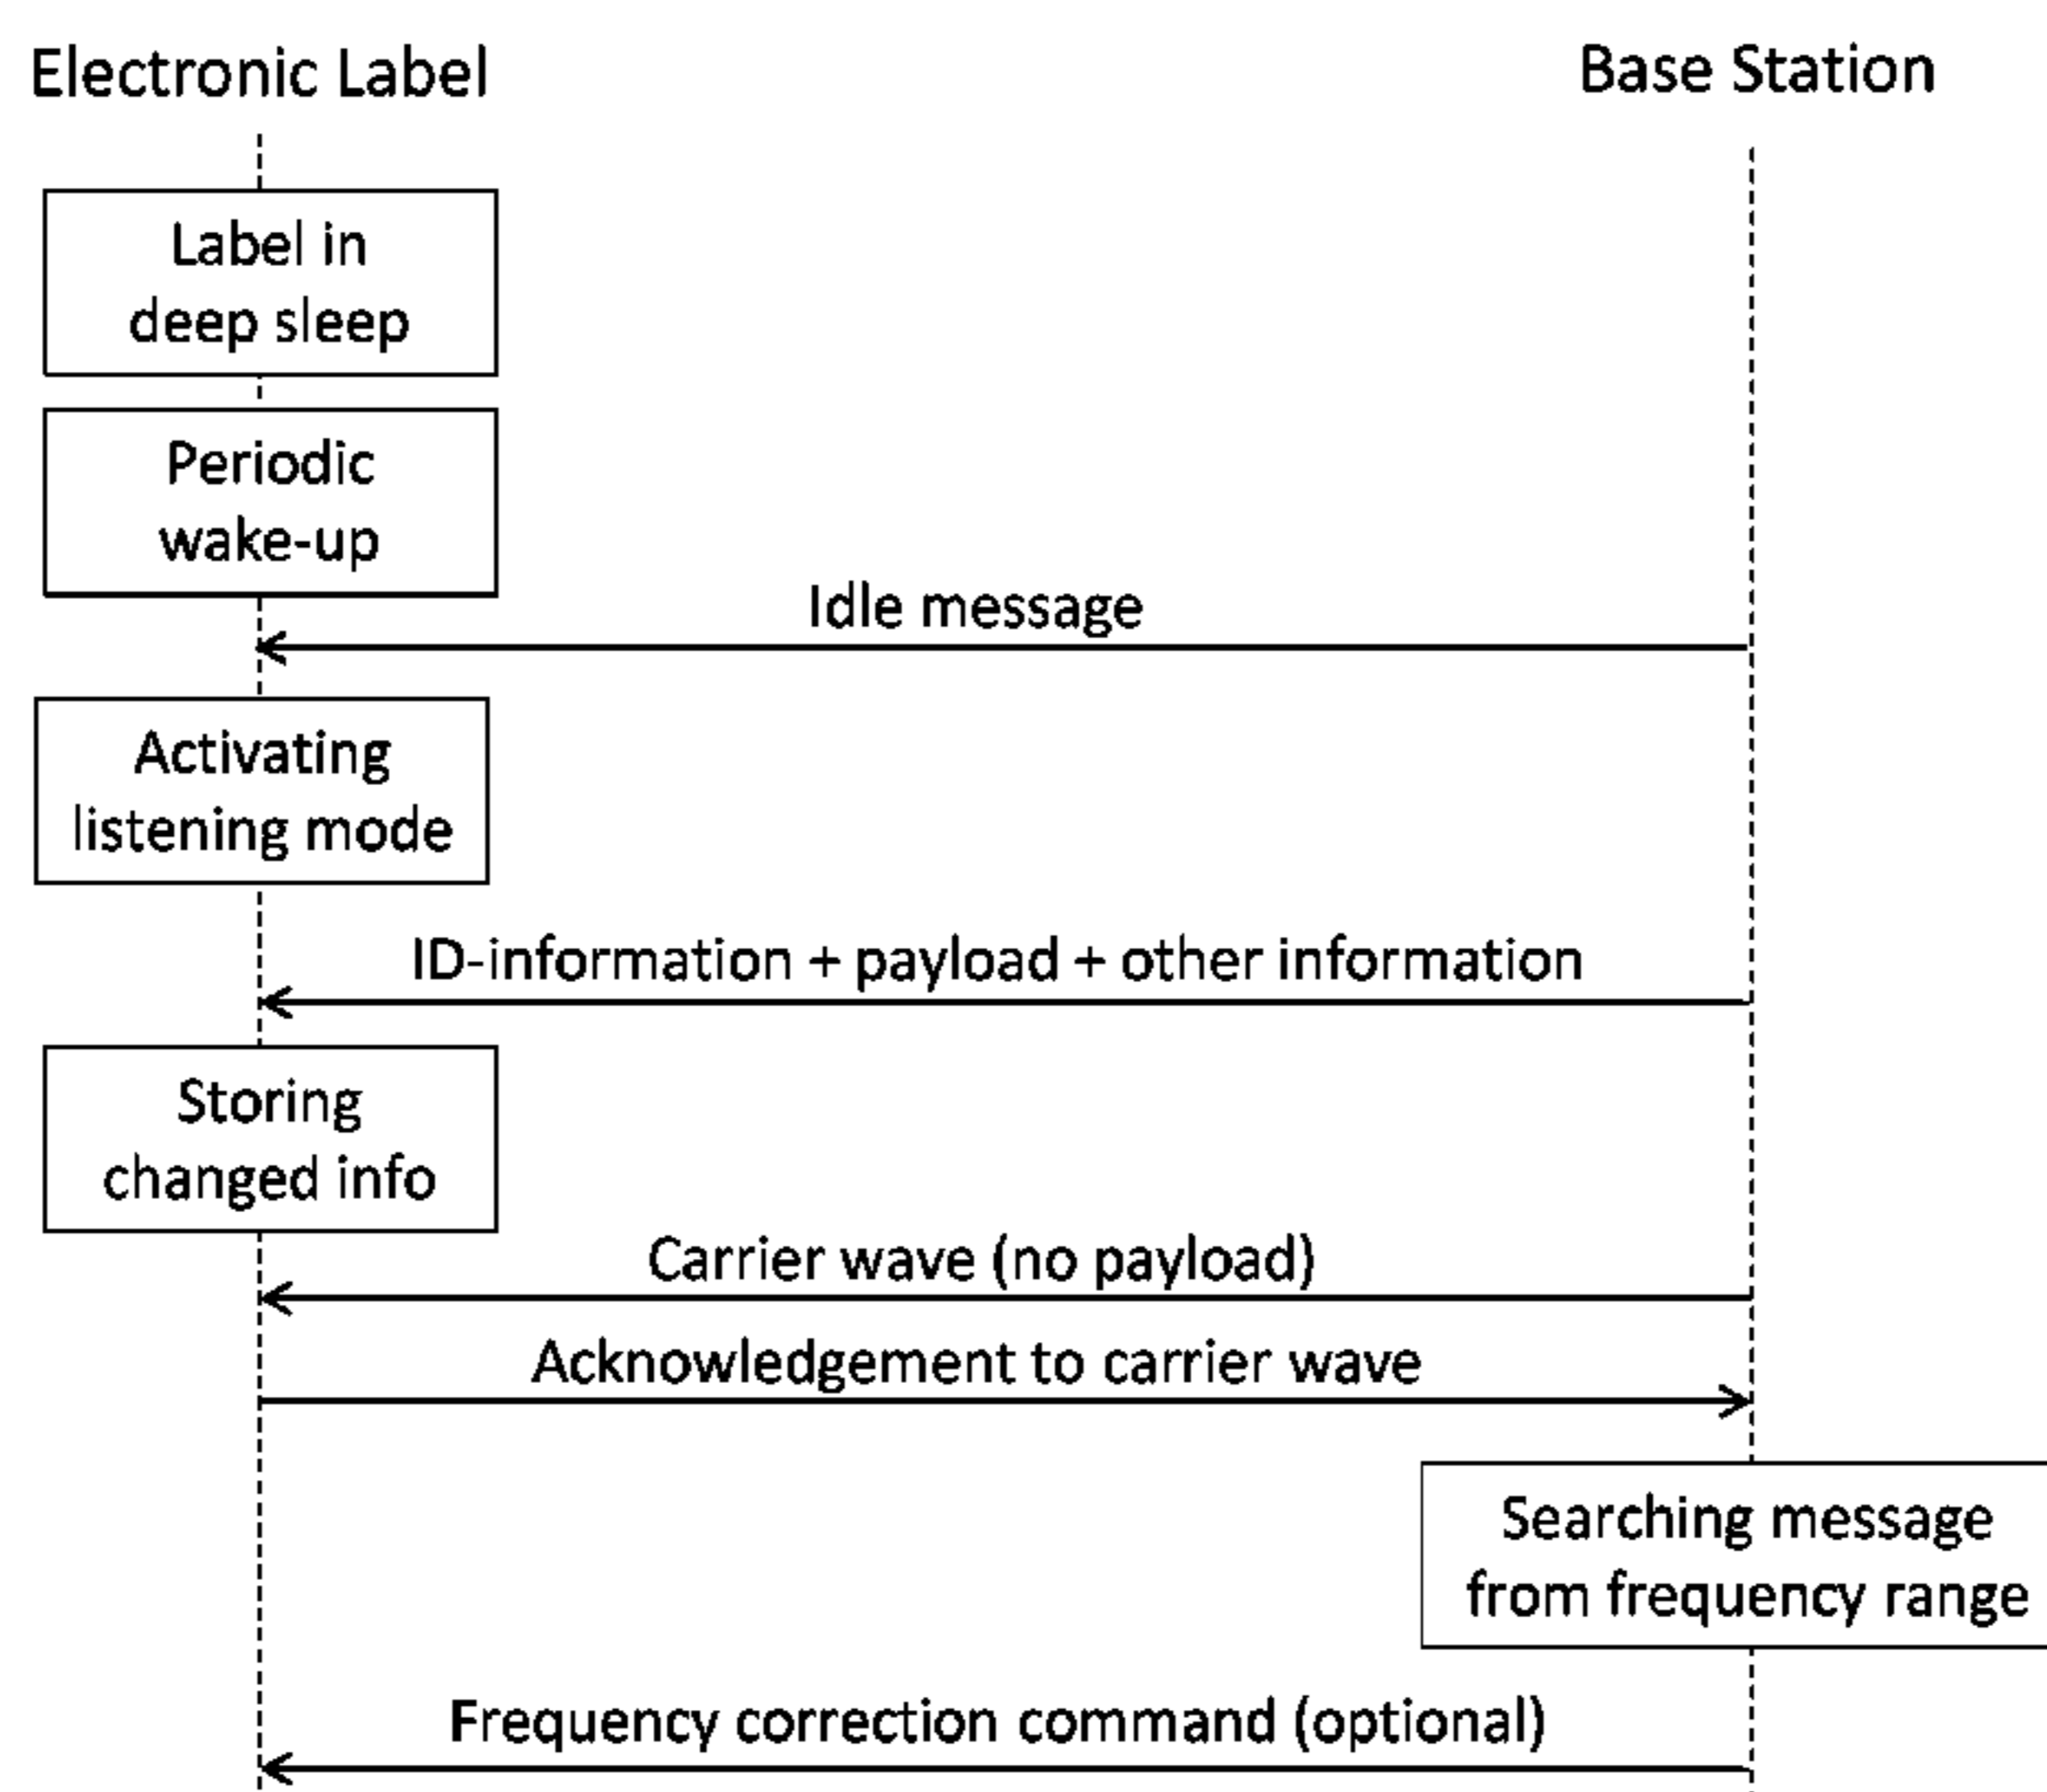 Electronic Label
Base Station
Label in
deep sleep
Periodic
wake-up
Idle message
Activating
listening mode
ID-information + payload + other information
Storing
changed info
Carrier wave (no payload)
Acknowledgement to carrier wave
Searching message
from frequency range
Frequency correction command (optional)